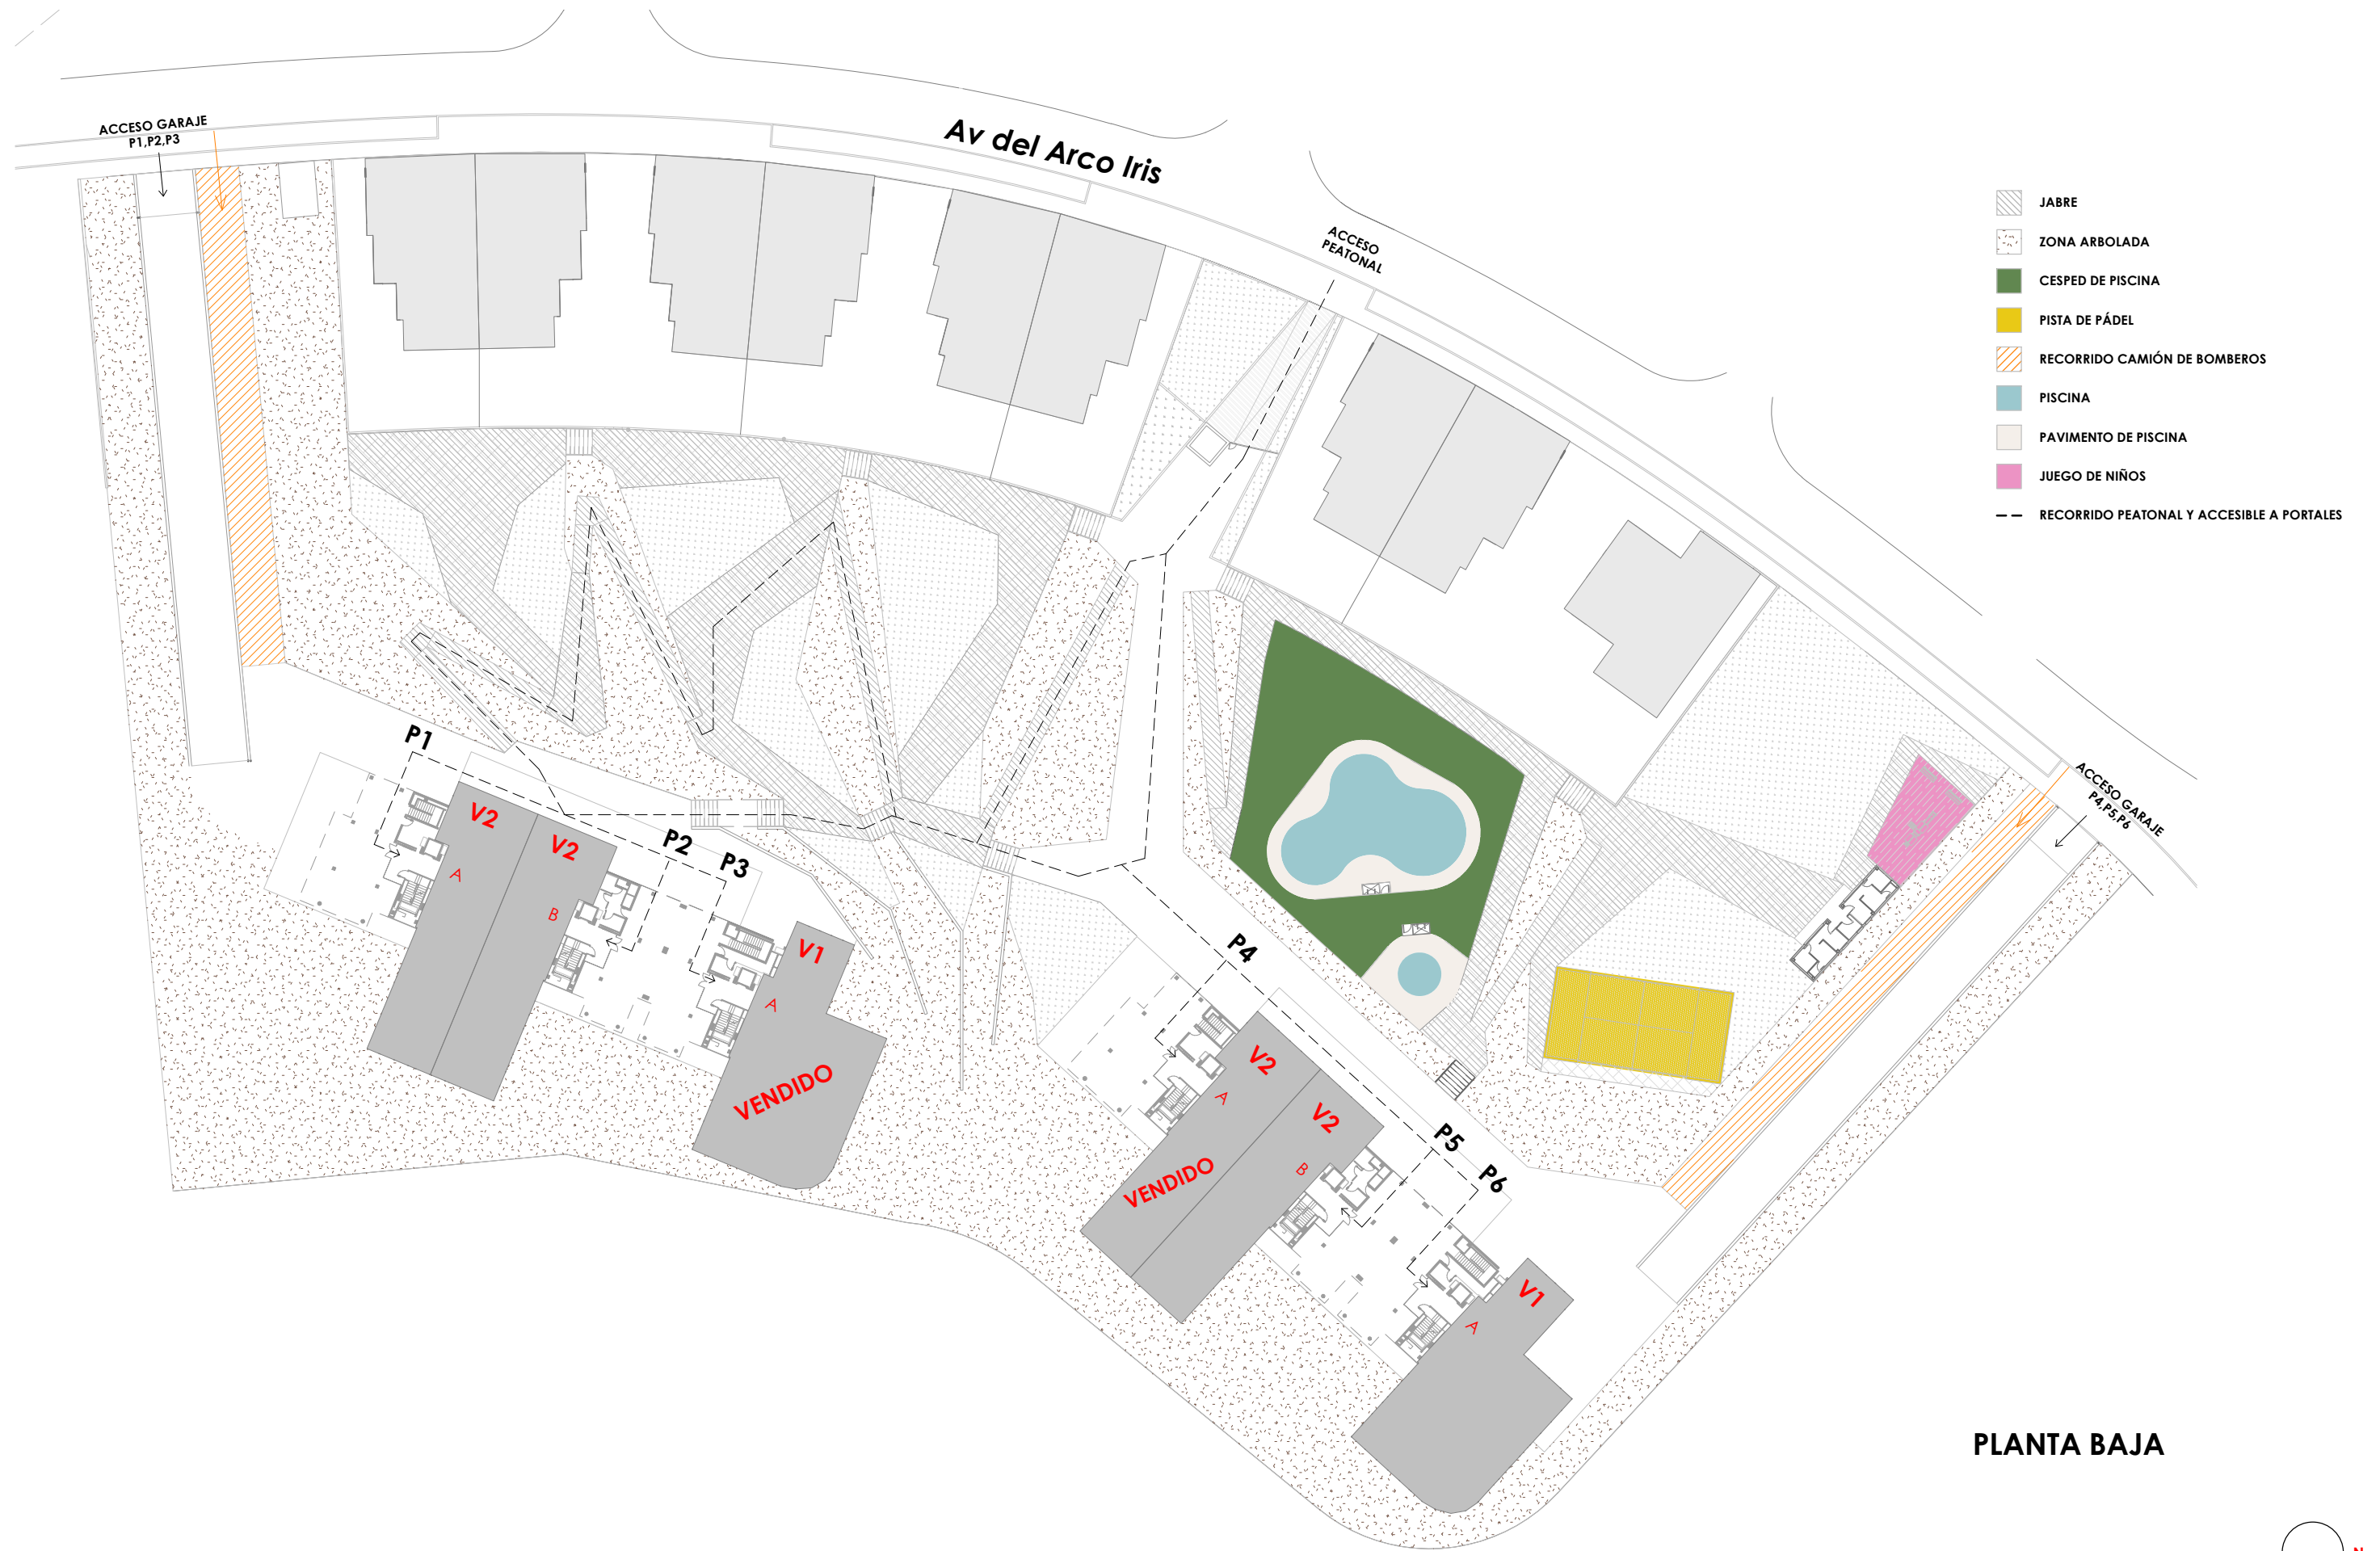 Av del Arco Iris
ACCESO GARAJE
P1,P2,P3
ACCESO
PEATONAL
JABRE
ZONA ARBOLADA
CESPED DE PISCINA
PISTA DE PÁDEL
RECORRIDO CAMIÓN DE BOMBEROS
PISCINA
PAVIMENTO DE PISCINA
JUEGO DE NIÑOS
RECORRIDO PEATONAL Y ACCESIBLE A PORTALES
ACCESO GARAJE
P4,P5,P6
P1
V2
A
V2
B
P2
P3
V1
A
VENDIDO
P4
V2
A
VENDIDO
V2
B
P5
P6
V1
A
PLANTA BAJA